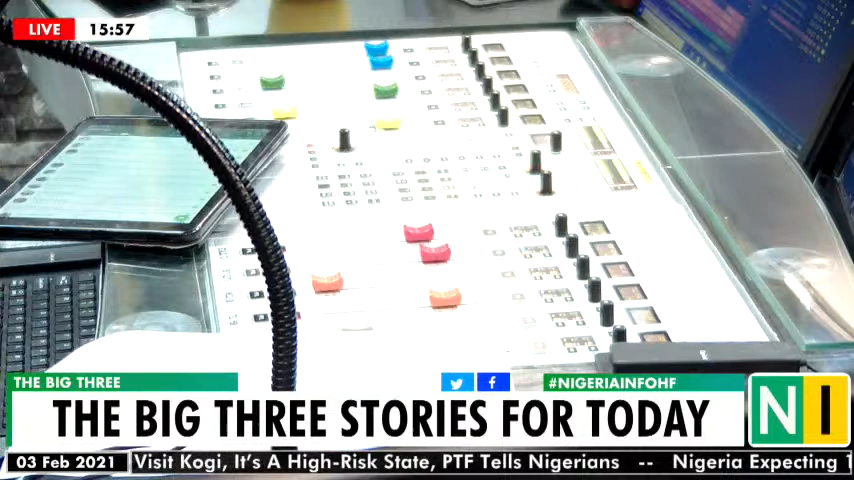 LIVE 15:57
THE BIG THREE
#NIGERIAINFOHF
THE BIG THREE STORIES FOR TODAY
NI
03 Feb 2021
Visit Kogi, It's A High-Risk State, PTF Tells Nigerians -- Nigeria Expecting 1